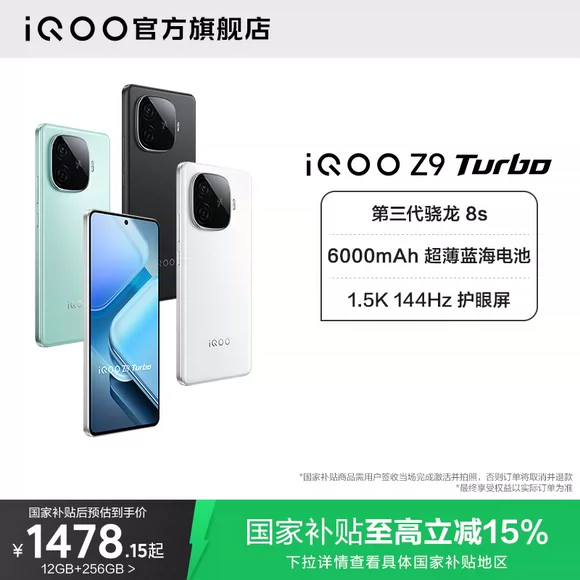 iQOO官方旗舰店
iQOO Z9 Turbo
第三代骁龙 8s
6000mAh 超薄蓝海电池
1.5K 144Hz 护眼屏
iQOO
iQOO Z9 Turbo
*国家补贴商品需用户签收当场完成激活并拍照，否则订单将取消并退款
*最终享受权益以实际订单为准
国家补贴后预估到手价
¥1478.15起
12GB+256GB >
国家补贴至高立减15%
下拉详情查看具体国家补贴地区